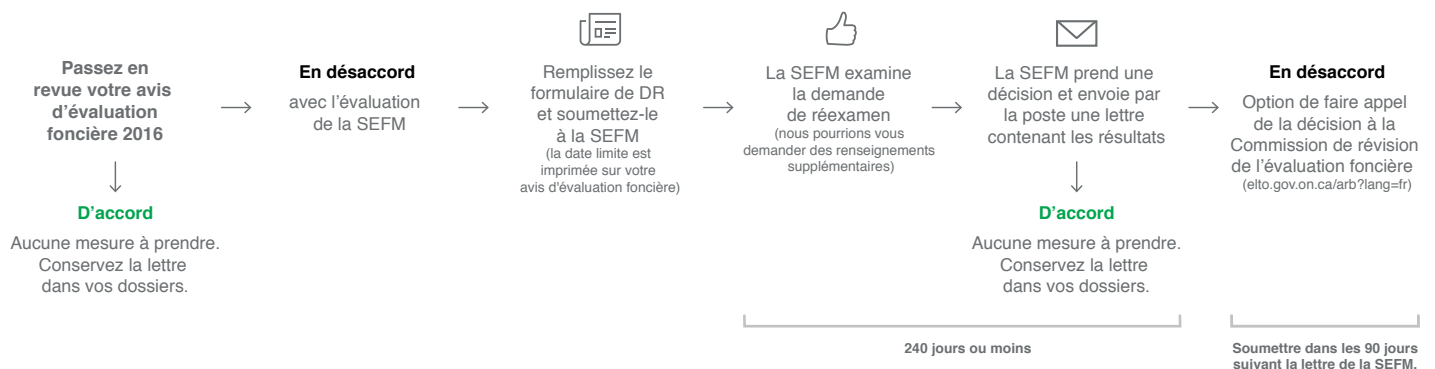 Passez en
revue votre avis
d’évaluation
foncière 2016
D’accord
Aucune mesure à prendre.
Conservez la lettre
dans vos dossiers.
En désaccord
avec l’évaluation
de la SEFM
Remplissez le
formulaire de DR
et soumettez-le
à la SEFM
(la date limite est
imprimée sur votre
avis d'évaluation foncière)
La SEFM examine
la demande
de réexamen
(nous pourrions vous
demander des renseignements
supplémentaires)
La SEFM prend une
décision et envoie par
la poste une lettre
contenant les résultats
D’accord
Aucune mesure à prendre.
Conservez la lettre
dans vos dossiers.
240 jours ou moins
En désaccord
Option de faire appel
de la décision à la
Commission de révision
de l’évaluation foncière
(elto.gov.on.ca/arb?lang=fr)
Soumettre dans les 90 jours
suivant la lettre de la SEFM.